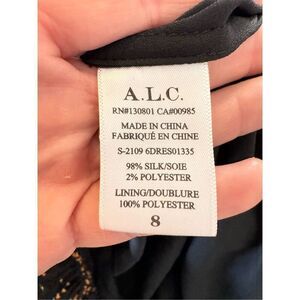 A.L.C.
RN#130801 CA#00985
MADE IN CHINA
FABRIQUÉ EN CHINE
S-2109 6DRES01335
98% SILK/SOIE
2% POLYESTER
LINING/DOUBLURE
100% POLYESTER
8